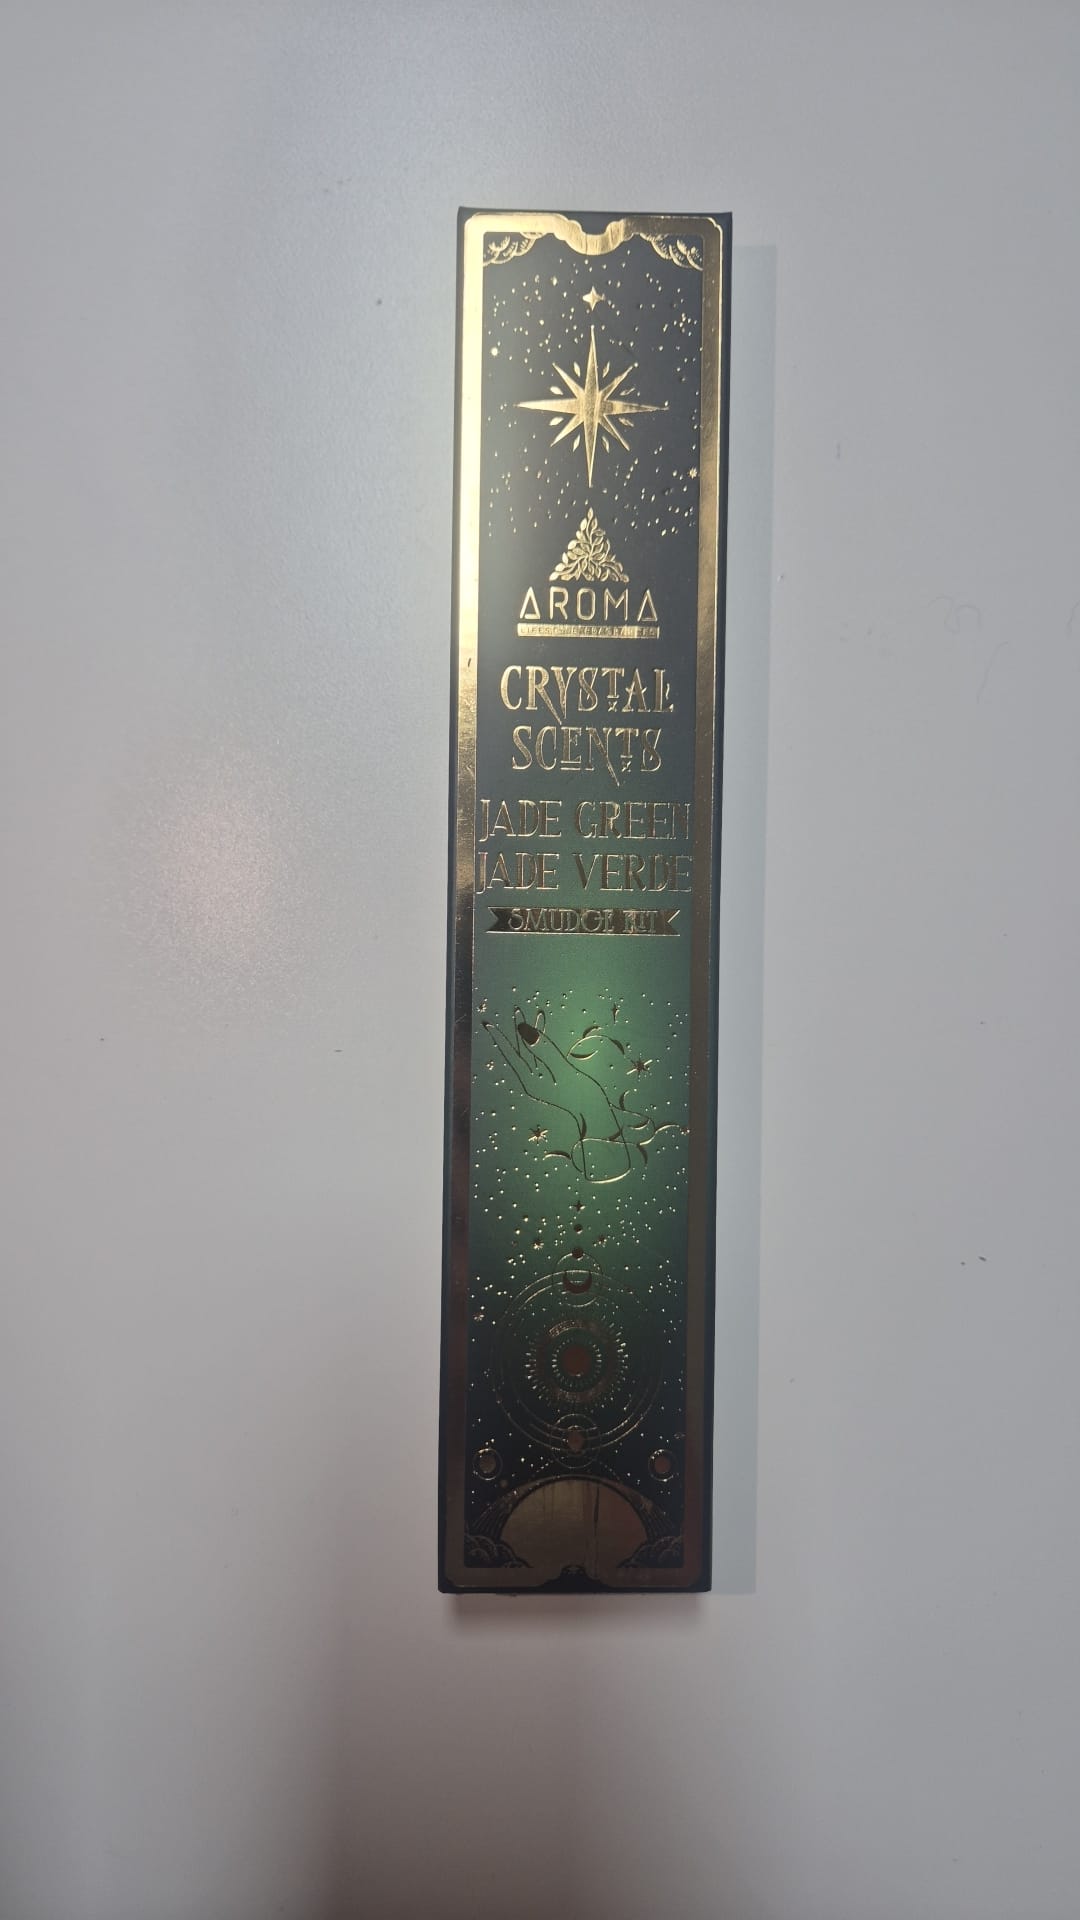 AROMA
CRYSTAL
SCENTS
JADE GREEN
JADE VERDE
SMUDGE KIT